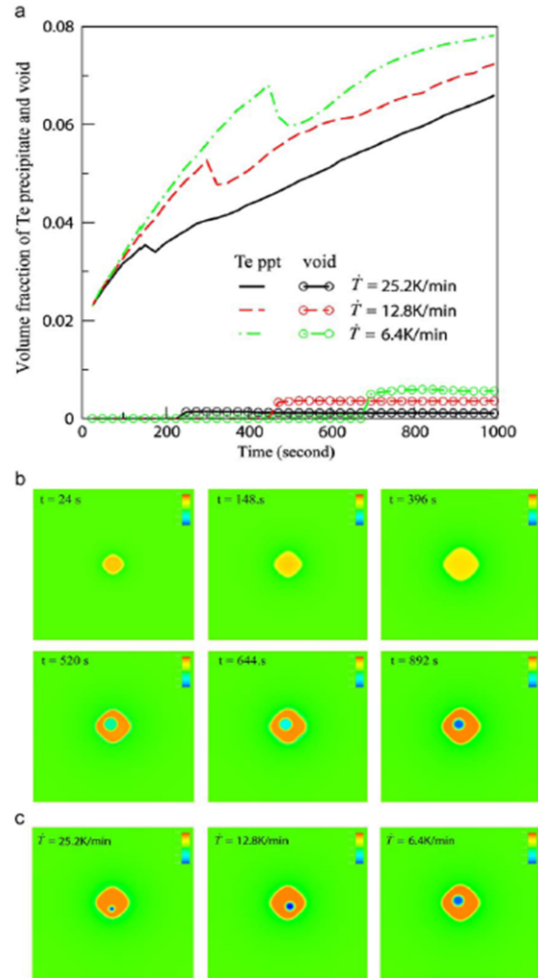 a
0.08
0.06
0.04
0.02
0
Volume fraccion of Te precipitate and void
Te ppt void
Ṫ = 25.2K/min
Ṫ = 12.8K/min
Ṫ = 6.4K/min
0 200 400 600 800 1000
Time (second)
b
t = 24 s t = 148.s t = 396 s
t = 520 s t = 644.s t = 892 s
c
Ṫ = 25.2K/min Ṫ = 12.8K/min Ṫ = 6.4K/min